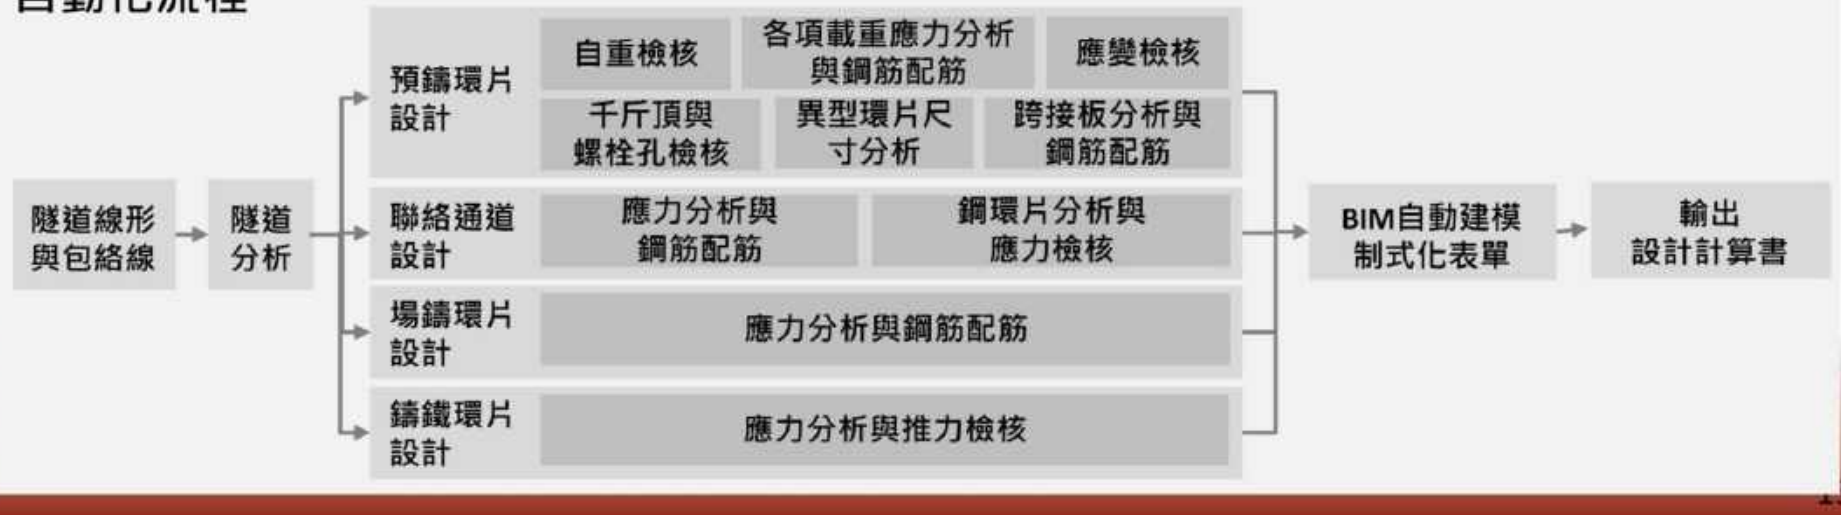 自動化流程
隧道線形
與包絡線
隧道
分析
預鑄環片
設計
自重檢核
各項載重應力分析
與鋼筋配筋
應變檢核
千斤頂與
螺栓孔檢核
異型環片尺
寸分析
跨接板分析與
鋼筋配筋
聯絡通道
設計
應力分析與
鋼筋配筋
鋼環片分析與
應力檢核
場鑄環片
設計
應力分析與鋼筋配筋
鑄鐵環片
設計
應力分析與推力檢核
BIM自動建模
制式化表單
輸出
設計計算書